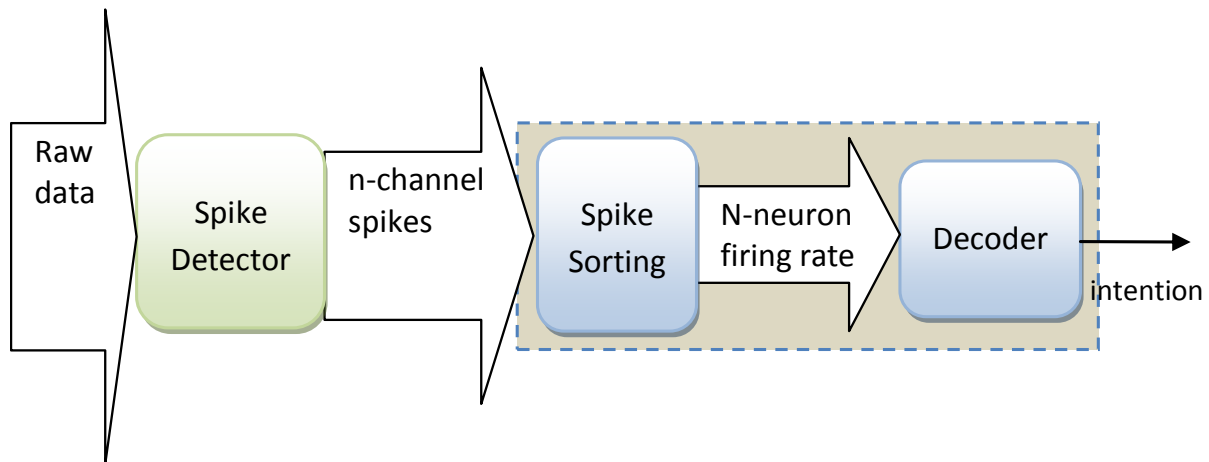 Raw
data
Spike
Detector
n-channel
spikes
Spike
Sorting
N-neuron
firing rate
Decoder
intention